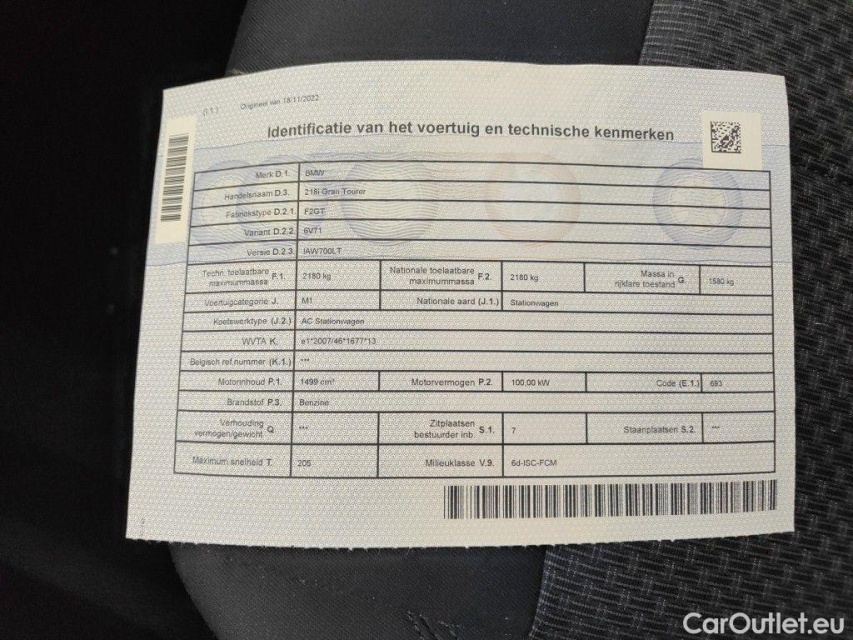 Origineel van 18/11/2022
Identificatie van het voertuig en technische kenmerken
Merk D.1. BMW
Handelsnaam D.3. 218i Gran Tourer
Fabriekstype D.2.1 F2GT
Variant D.2.2 6V71
Versie D.2.3 IAW700LT
Techn. toelaatbare maximummassa F.1. 2180 kg Nationale toelaatbare maximummassa F.2. 2180 kg Massa in rijklare toestand G 1580 kg
Voertuigcategorie J. M1 Nationale aard (J.1.) Stationwagen
Koetswerktype (J.2.) AC Stationwagen
WVTA K. e1*2007/46*1677*13
Belgisch ref.nummer (K.1.) ***
Motorinhoud P.1. 1499 cm³ Motorvermogen P.2. 100,00 kW Code (E.1.) 693
Brandstof P.3. Benzine
Verhouding vermogen/gewicht Q *** Zitplaatsen bestuurder inb. S.1. 7 Staanplaatsen S.2. ***
Maximum snelheid T. 205 Milieuklasse V.9. 6d-ISC-FCM
CarOutlet.eu